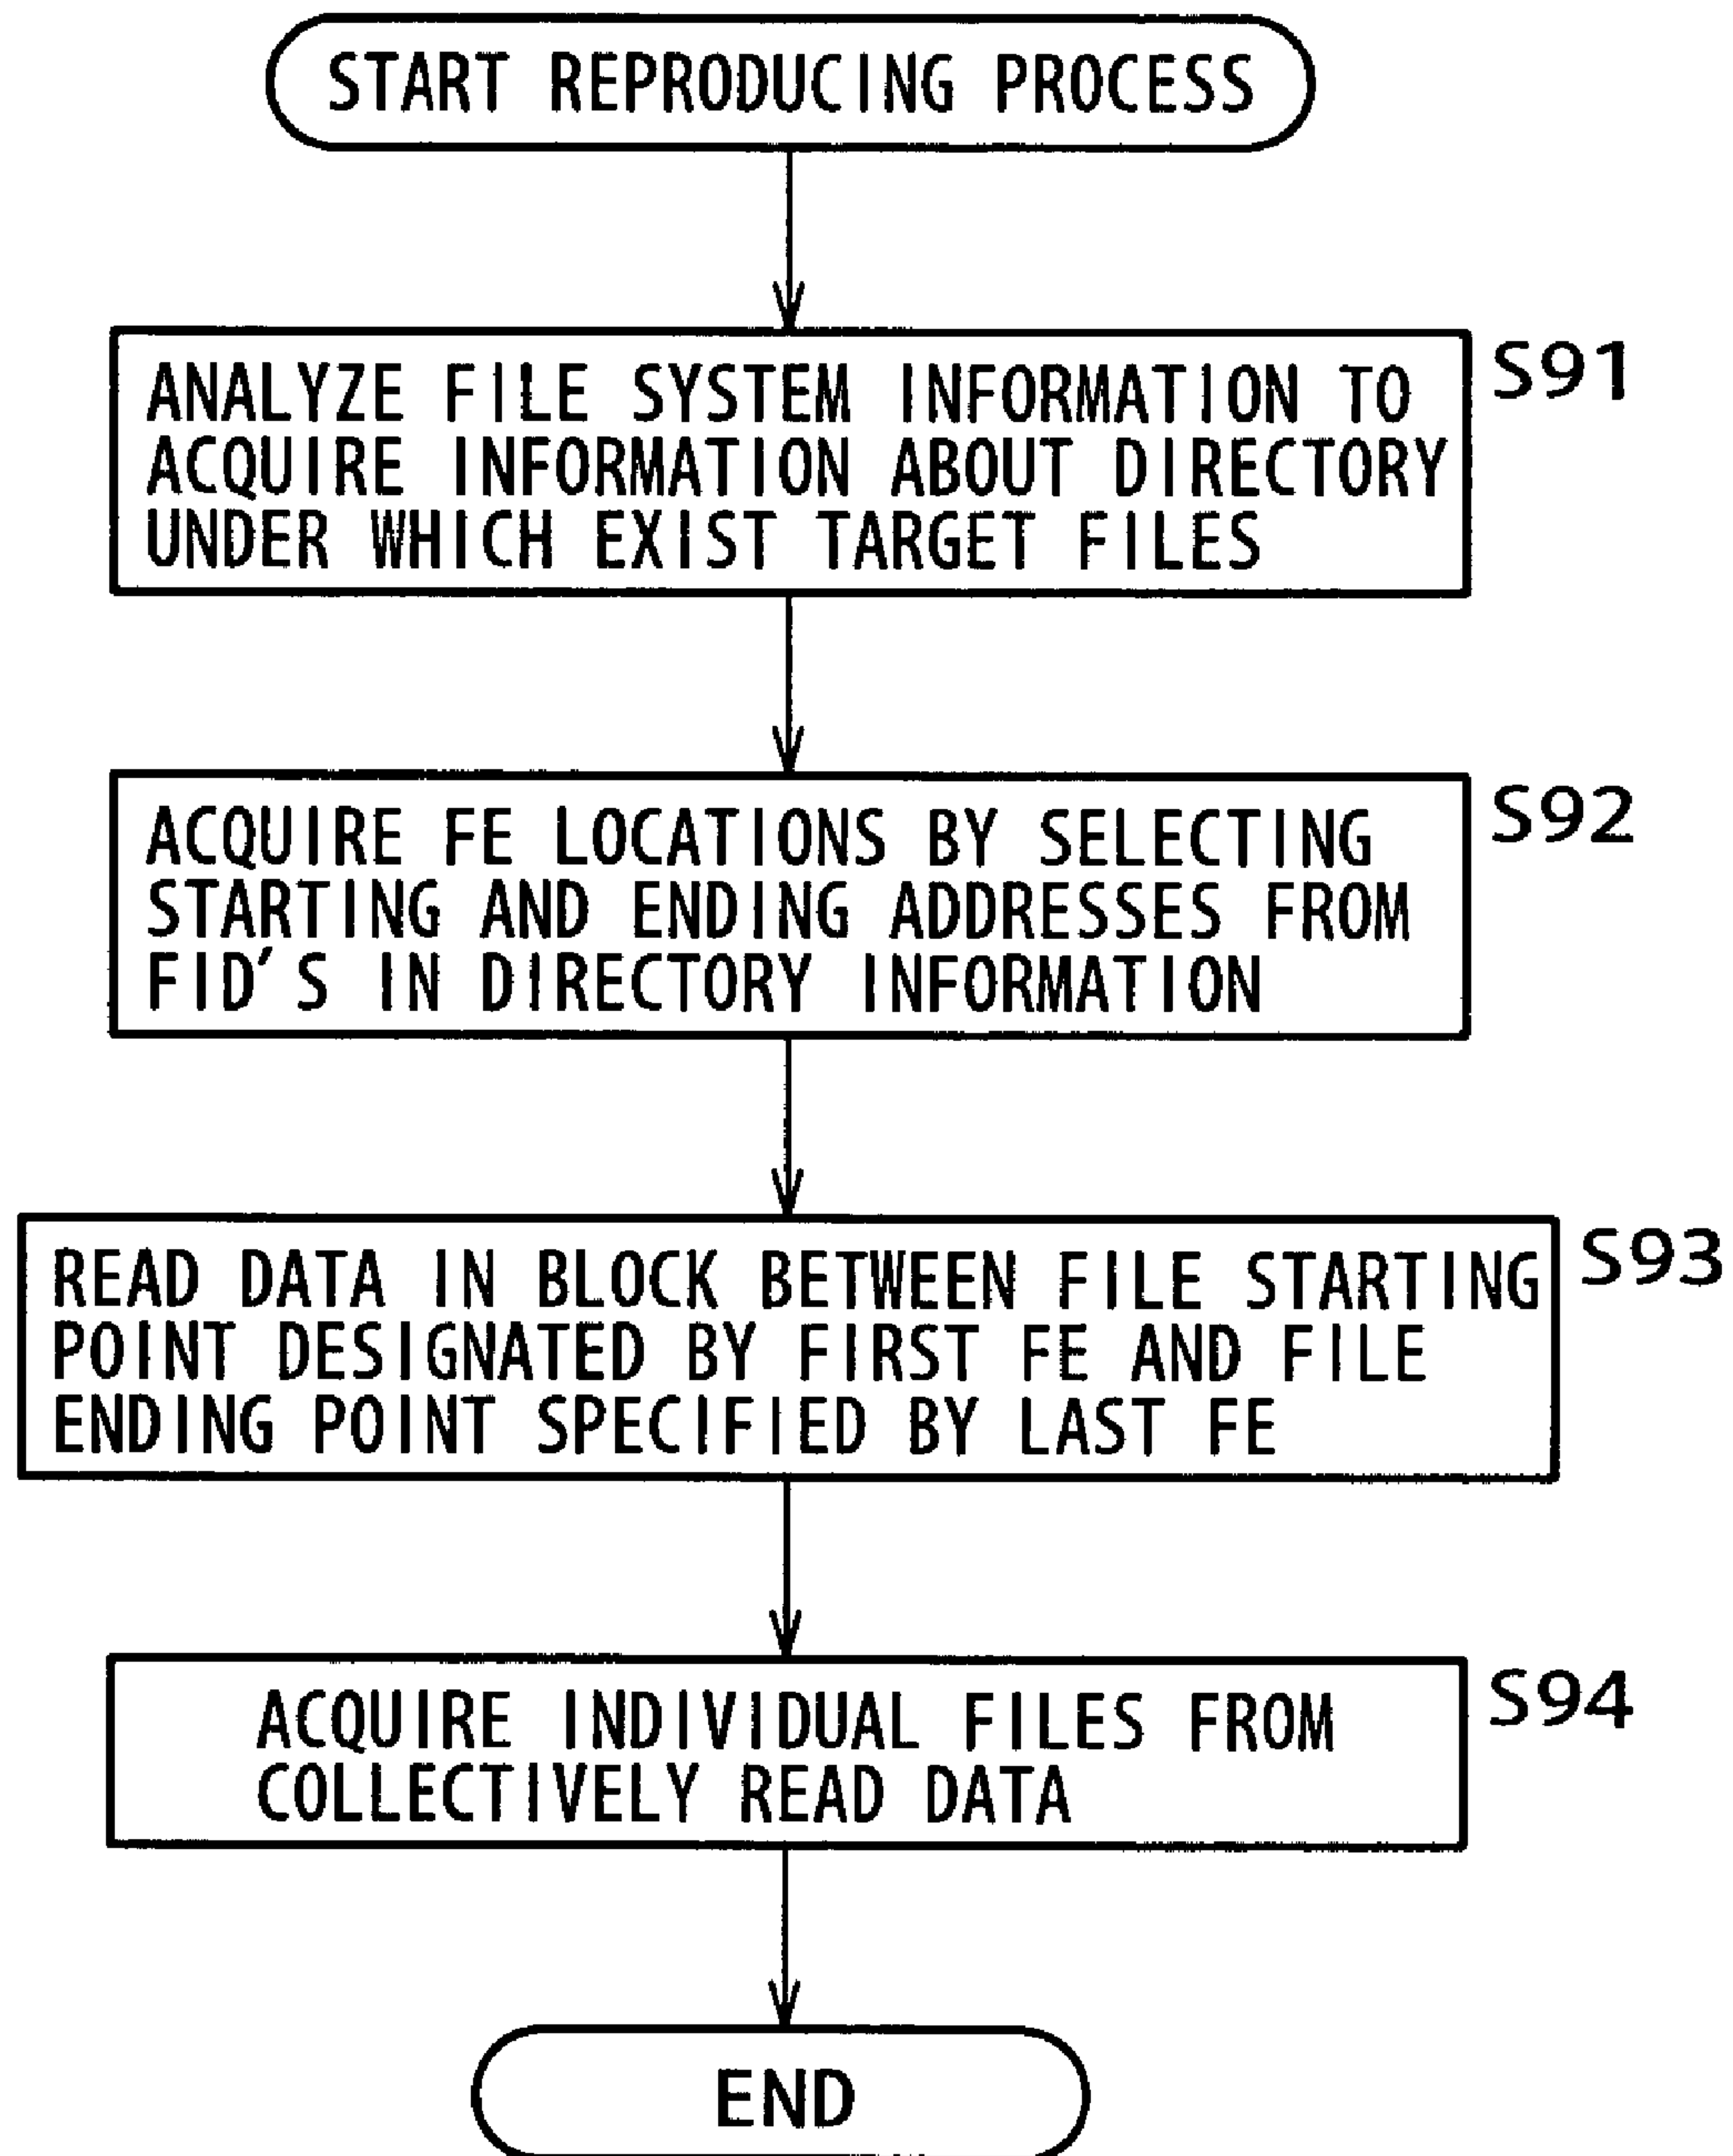 START REPRODUCING PROCESS
ANALYZE FILE SYSTEM INFORMATION TO
ACQUIRE INFORMATION ABOUT DIRECTORY
UNDER WHICH EXIST TARGET FILES
S91
ACQUIRE FE LOCATIONS BY SELECTING
STARTING AND ENDING ADDRESSES FROM
FID'S IN DIRECTORY INFORMATION
S92
READ DATA IN BLOCK BETWEEN FILE STARTING
POINT DESIGNATED BY FIRST FE AND FILE
ENDING POINT SPECIFIED BY LAST FE
S93
ACQUIRE INDIVIDUAL FILES FROM
COLLECTIVELY READ DATA
S94
END